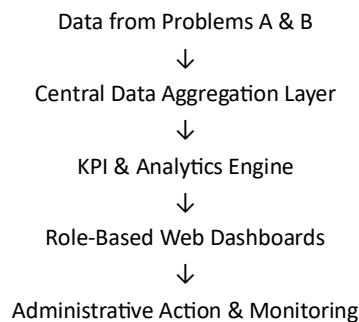 Data from Problems A & B
↓
Central Data Aggregation Layer
↓
KPI & Analytics Engine
↓
Role-Based Web Dashboards
↓
Administrative Action & Monitoring